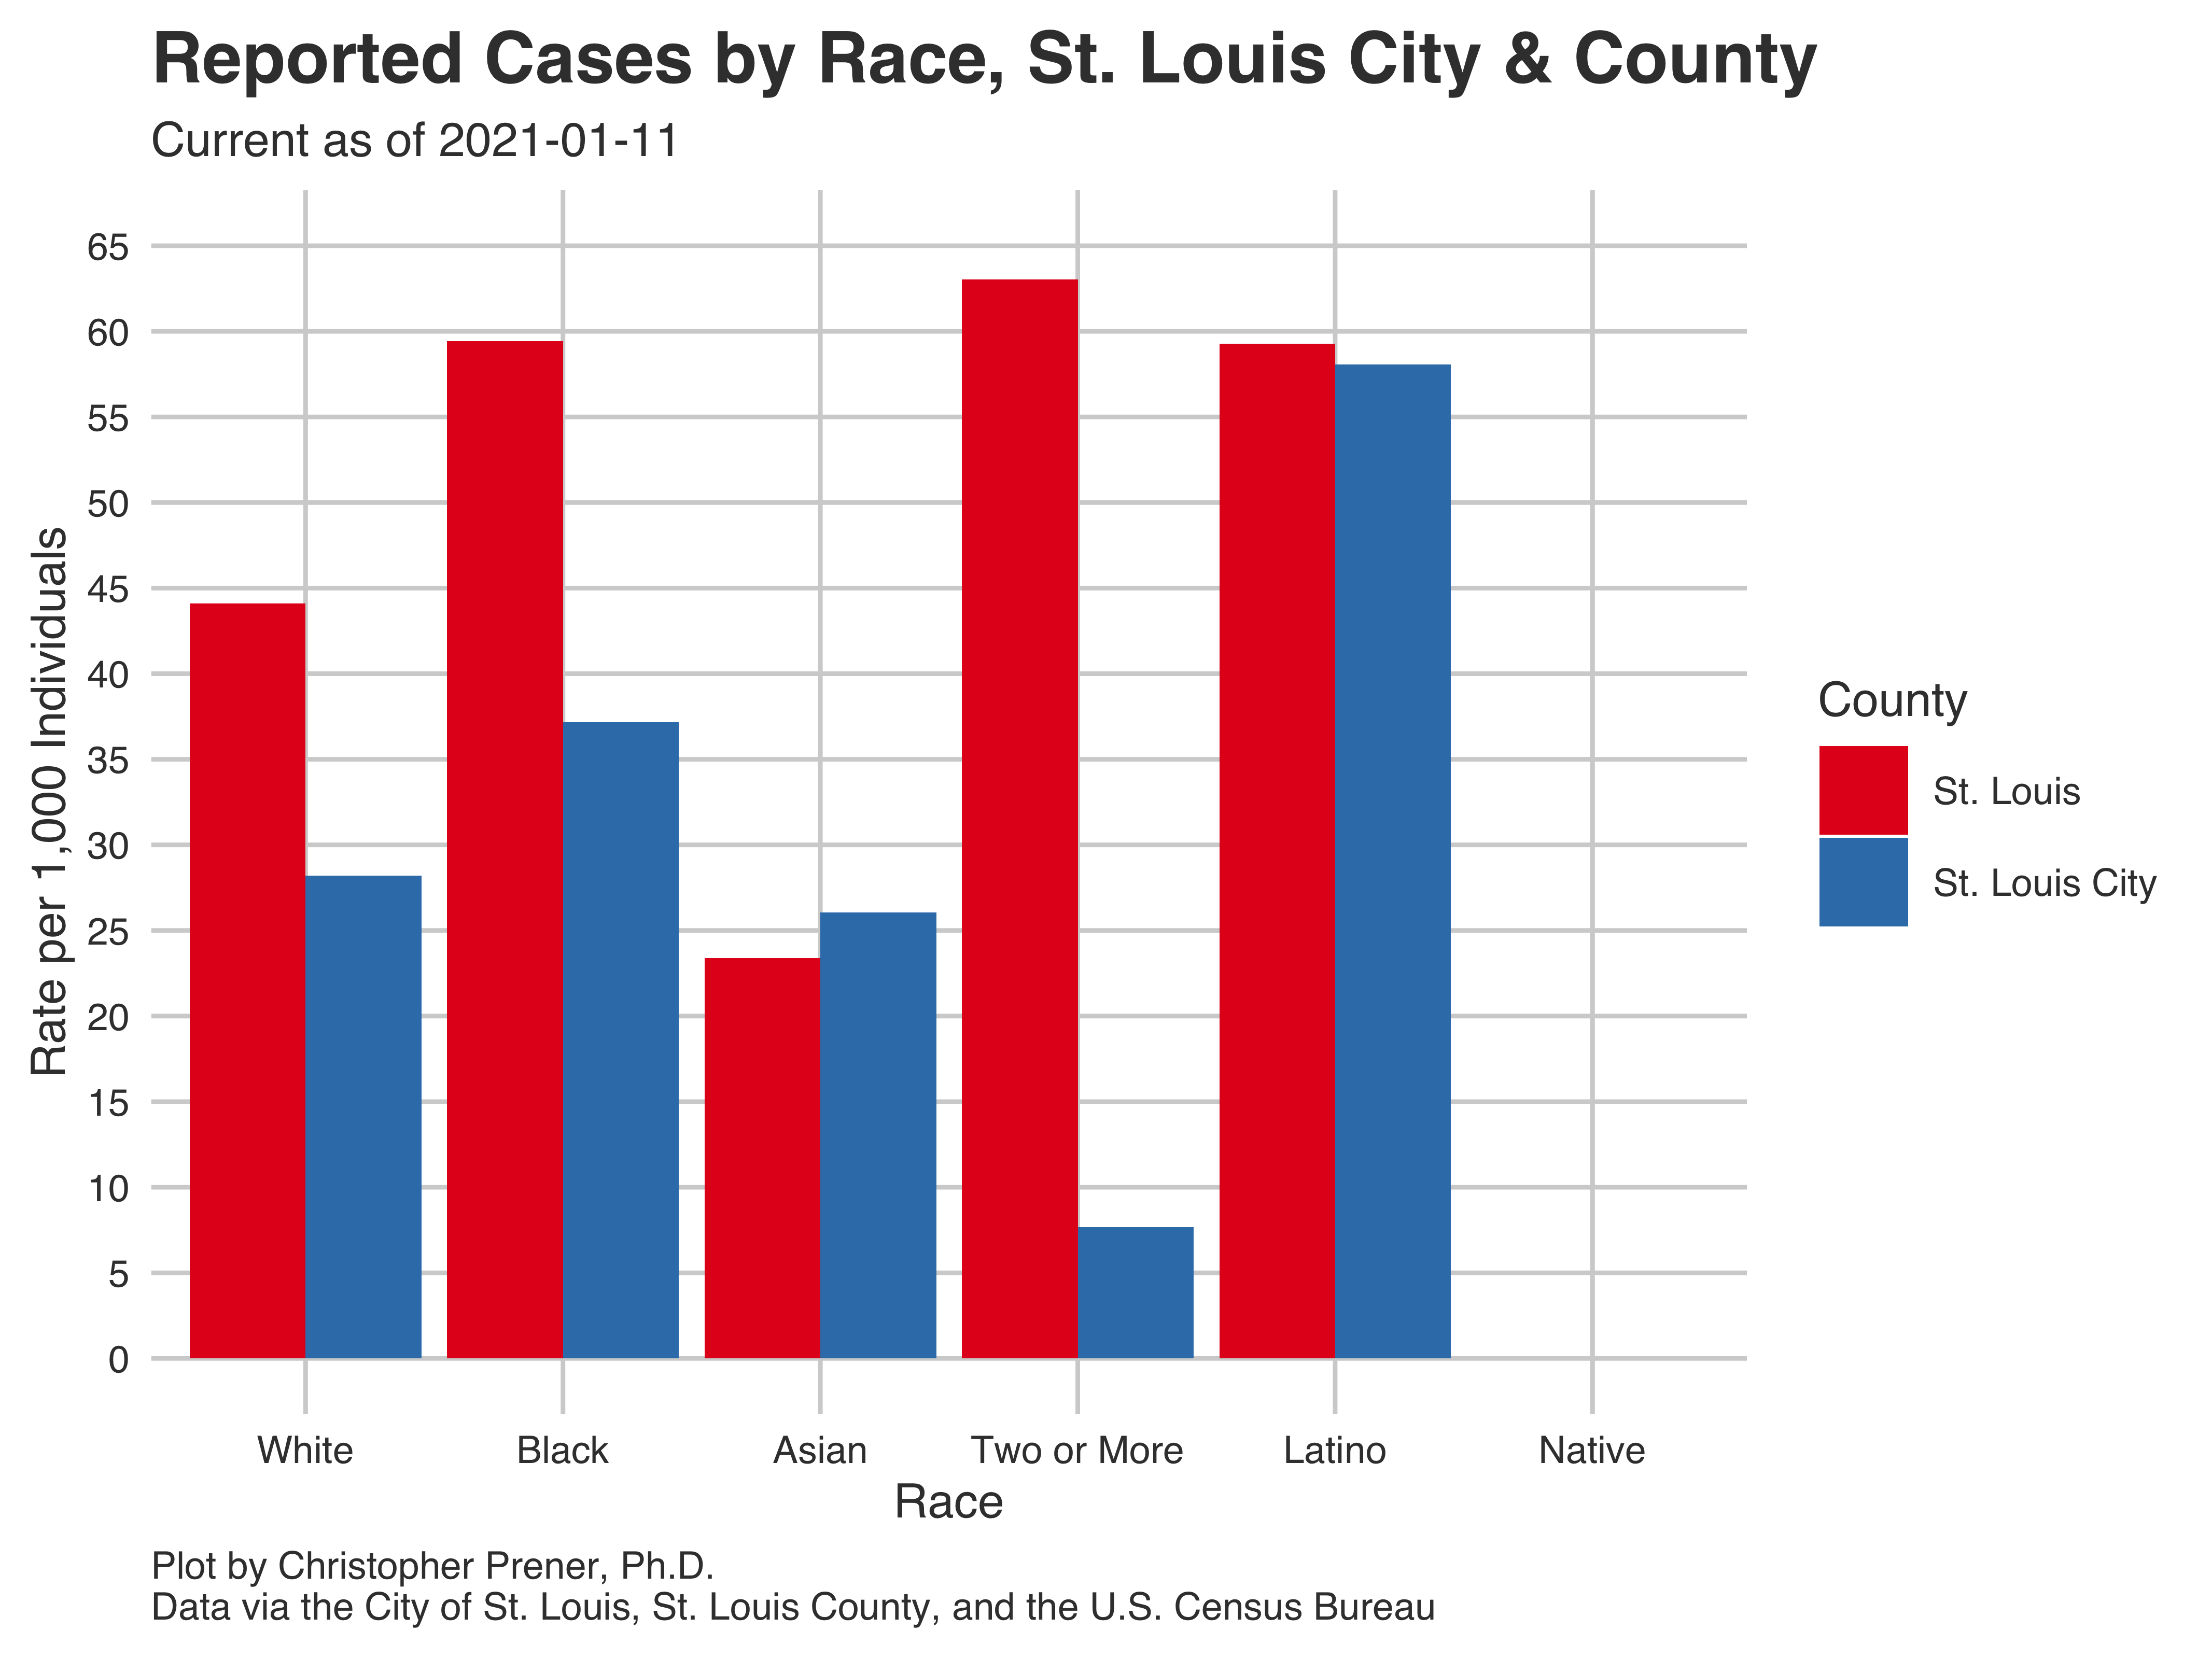 Reported Cases by Race, St. Louis City & County
Current as of 2021-01-11
65
60
55
50
45
40
35
30
25
20
15
10
5
0
Rate per 1,000 Individuals
White
Black
Asian
Two or More
Latino
Native
Race
County
St. Louis
St. Louis City
Plot by Christopher Prener, Ph.D.
Data via the City of St. Louis, St. Louis County, and the U.S. Census Bureau